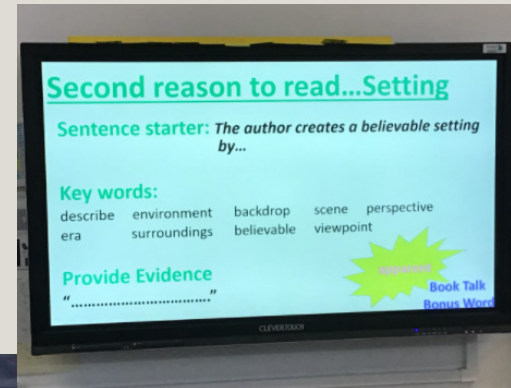 Second reason to read...Setting
Sentence starter: The author creates a believable setting
by...
Key words:
describe environment backdrop scene perspective
era surroundings believable viewpoint
Provide Evidence
"................................."
Book Talk
Bonus Word
CLEVERTOUCH